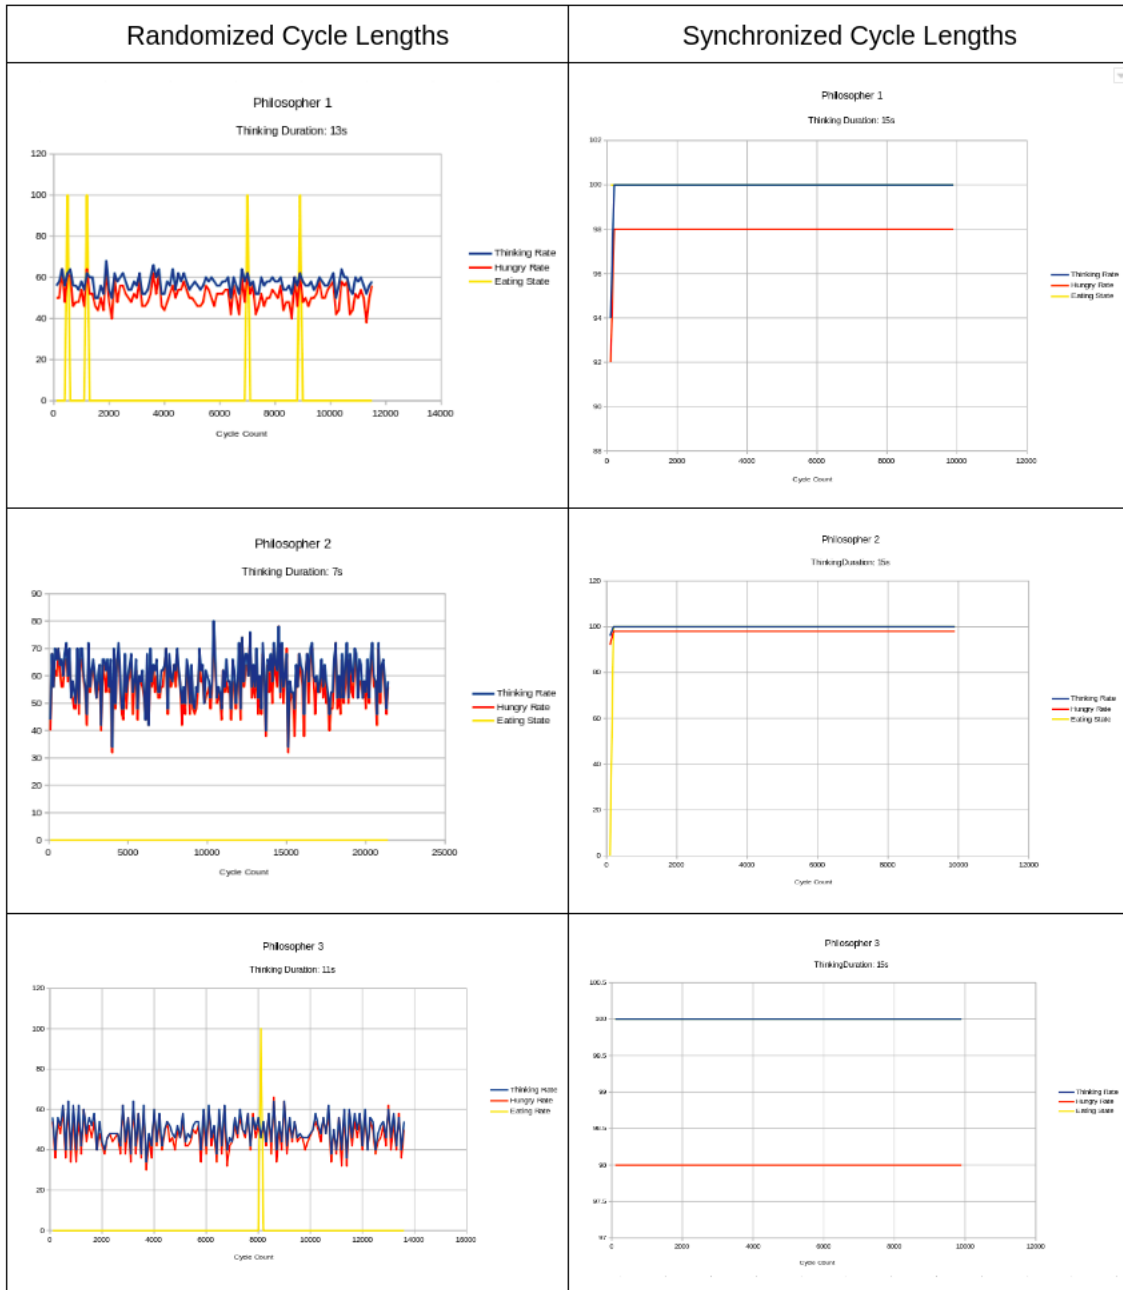 Randomized Cycle Lengths
Synchronized Cycle Lengths
Philosopher 1
Thinking Duration: 13s
120
100
80
60
40
20
0
0 2000 4000 6000 8000 10000 12000 14000
Cycle Count
Thinking Rate
Hungry Rate
Eating State
Philosopher 1
Thinking Duration: 15s
102
100
98
96
94
92
90
88
0 2000 4000 6000 8000 10000 12000
Cycle Count
Thinking Rate
Hungry Rate
Eating State
Philosopher 2
Thinking Duration: 7s
90
80
70
60
50
40
30
20
10
0
0 5000 10000 15000 20000 25000
Cycle Count
Thinking Rate
Hungry Rate
Eating State
Philosopher 2
ThinkingDuration: 15s
120
100
80
60
40
20
0
0 2000 4000 6000 8000 10000 12000
Cycle Count
Thinking Rate
Hungry Rate
Eating State
Philosopher 3
Thinking Duration: 11s
120
100
80
60
40
20
0
0 2000 4000 6000 8000 10000 12000 14000 16000
Cycle Count
Thinking Rate
Hungry Rate
Eating Rate
Philosopher 3
ThinkingDuration: 15s
100.5
100
99.5
99
98.5
98
97.5
97
0 2000 4000 6000 8000 10000 12000
Cycle Count
Thinking Rate
Hungry Rate
Eating State